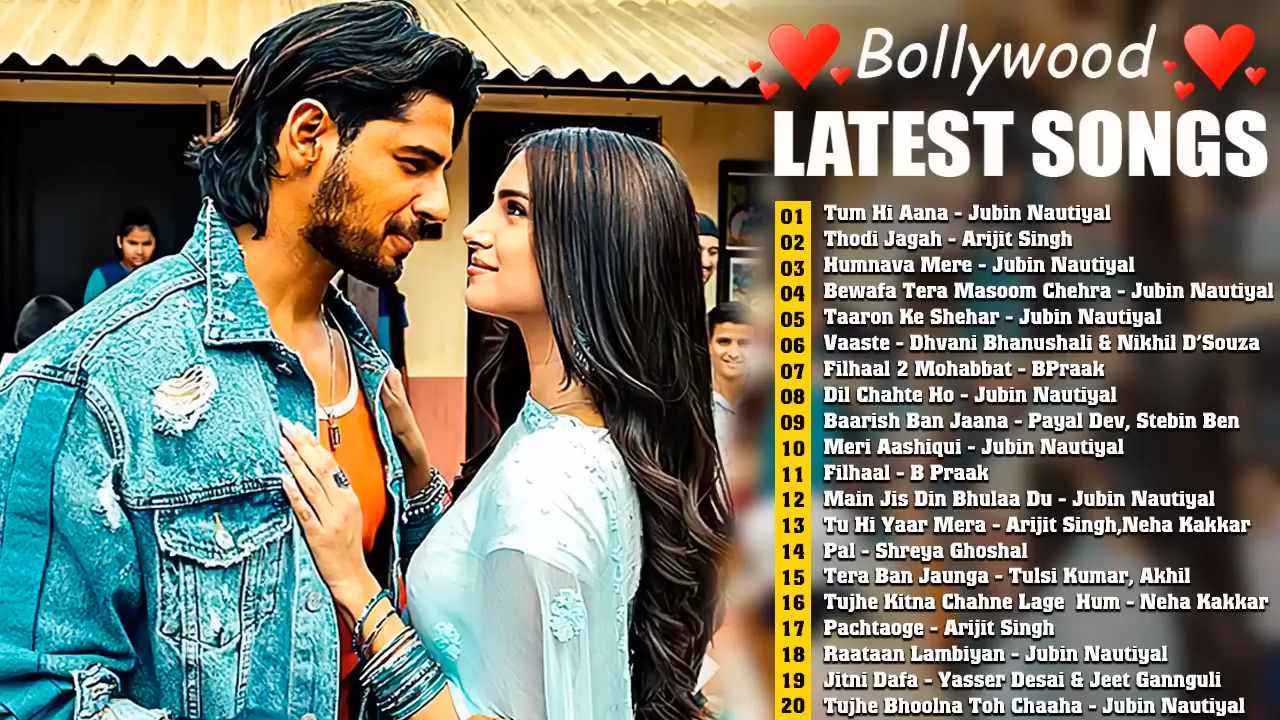 Bollywood
LATEST SONGS
01 Tum Hi Aana - Jubin Nautiyal
02 Thodi Jagah - Arijit Singh
03 Humnava Mere - Jubin Nautiyal
04 Bewafa Tera Masoom Chehra - Jubin Nautiyal
05 Taaron Ke Shehar - Jubin Nautiyal
06 Vaaste - Dhvani Bhanushali & Nikhil D’Souza
07 Filhaal 2 Mohabbat - BPraak
08 Dil Chahte Ho - Jubin Nautiyal
09 Baarish Ban Jaana - Payal Dev, Stebin Ben
10 Meri Aashiqui - Jubin Nautiyal
11 Filhaal - B Praak
12 Main Jis Din Bhulaa Du - Jubin Nautiyal
13 Tu Hi Yaar Mera - Arijit Singh,Neha Kakkar
14 Pal - Shreya Ghoshal
15 Tera Ban Jaunga - Tulsi Kumar, Akhil
16 Tujhe Kitna Chahne Lage Hum - Neha Kakkar
17 Pachtaoge - Arijit Singh
18 Raataan Lambiyan - Jubin Nautiyal
19 Jitni Dafa - Yasser Desai & Jeet Gannguli
20 Tujhe Bhoolna Toh Chaaha - Jubin Nautiyal